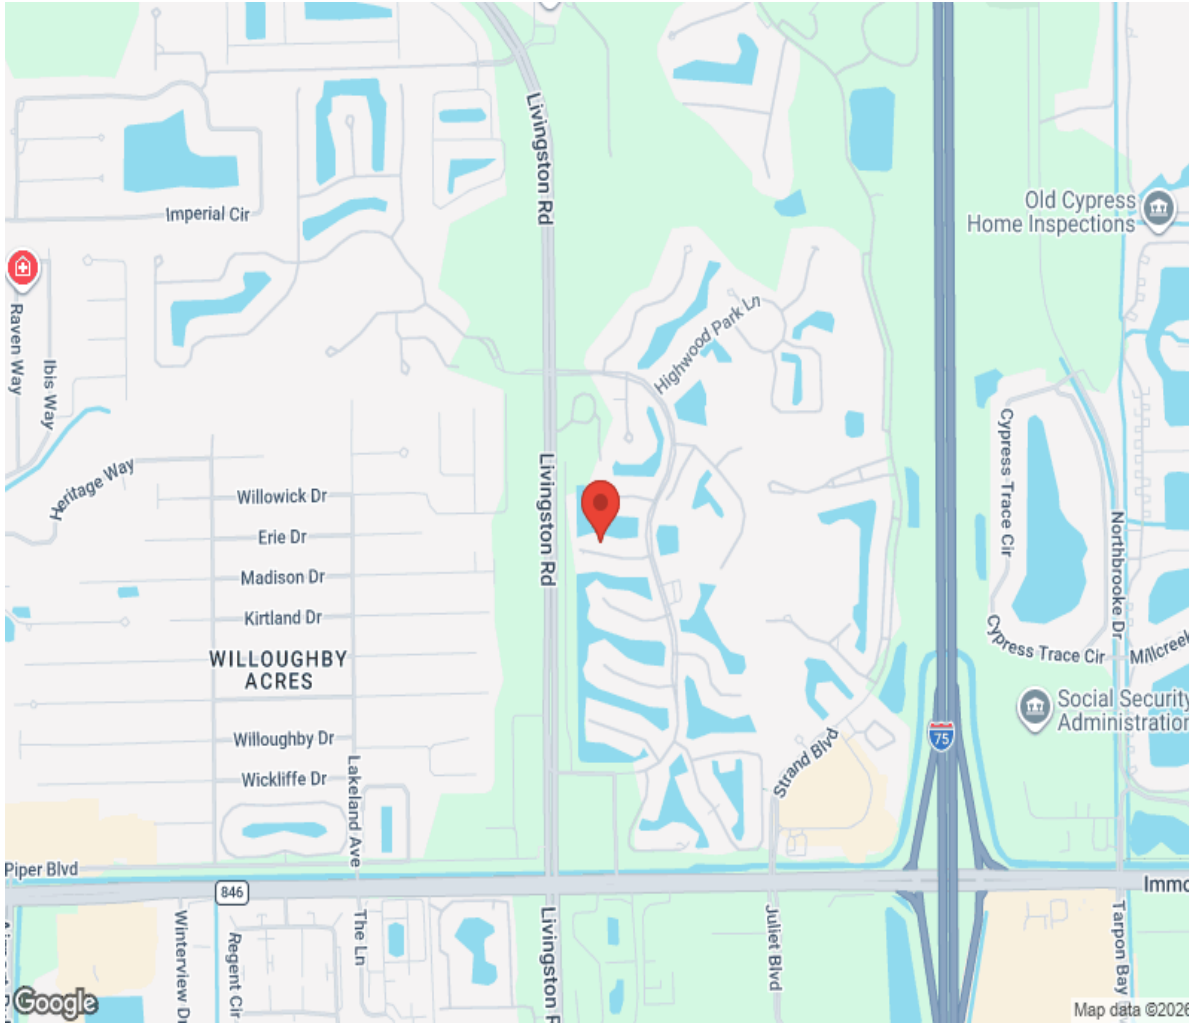 Livingston Rd
Imperial Cir
Old Cypress
Home Inspections
Raven Way
Ibis Way
Highwood Park Ln
Heritage Way
Willowick Dr
Erie Dr
Madison Dr
Kirtland Dr
WILLOUGHBY
ACRES
Willoughby Dr
Wickliffe Dr
Lakeland Ave
Livingston Rd
Cypress Trace Cir
Northbrooke Dr
Cypress Trace Cir
Millcreek
Social Security
Administration
75
Strand Blvd
Piper Blvd
846
Immo
Winterview Dr
Regent Cir
The Ln
Livingston R
Juliet Blvd
Tarpon Bay
Google
Map data ©2026